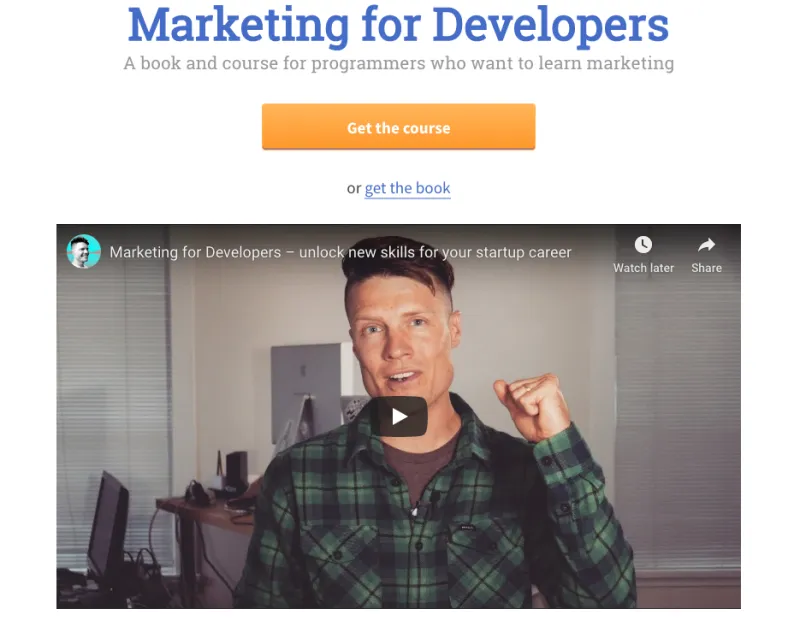 Marketing for Developers
A book and course for programmers who want to learn marketing
Get the course
or get the book
Marketing for Developers – unlock new skills for your startup career
Watch later
Share